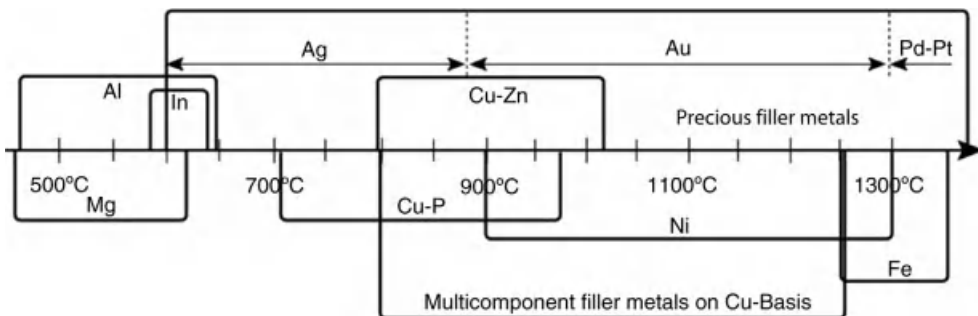 Ag
Au
Pd-Pt
Al
In
Cu-Zn
Precious filler metals
500ºC
700ºC
900ºC
1100ºC
1300ºC
Mg
Cu-P
Ni
Fe
Multicomponent filler metals on Cu-Basis